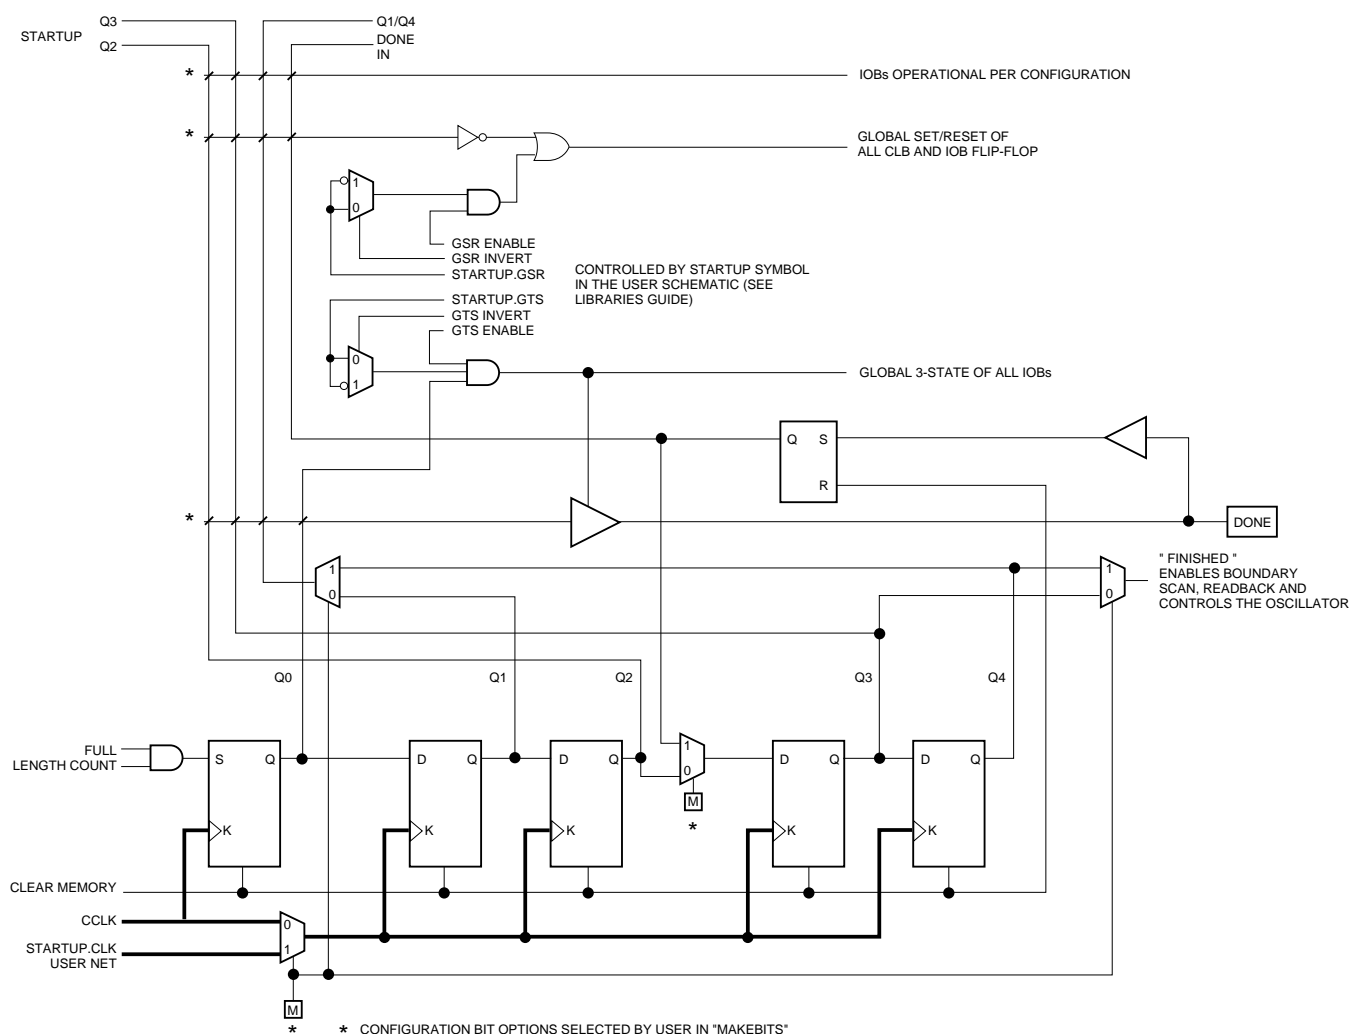 Q3
Q1/Q4
STARTUP
Q2
DONE
IN
* IOBs OPERATIONAL PER CONFIGURATION
* GLOBAL SET/RESET OF
ALL CLB AND IOB FLIP-FLOP
1
0
GSR ENABLE
GSR INVERT
STARTUP.GSR
CONTROLLED BY STARTUP SYMBOL
IN THE USER SCHEMATIC (SEE
LIBRARIES GUIDE)
STARTUP.GTS
GTS INVERT
GTS ENABLE
0
1
GLOBAL 3-STATE OF ALL IOBs
Q S
R
*
DONE
" FINISHED "
ENABLES BOUNDARY
SCAN, READBACK AND
CONTROLS THE OSCILLATOR
1
0
1
0
Q0 Q1 Q2 Q3 Q4
FULL
LENGTH COUNT
S Q
K
D Q
K
D Q
K
1
0
M
*
D Q
K
D Q
K
CLEAR MEMORY
CCLK
STARTUP.CLK
USER NET
0
1
M
*
* CONFIGURATION BIT OPTIONS SELECTED BY USER IN "MAKEBITS"